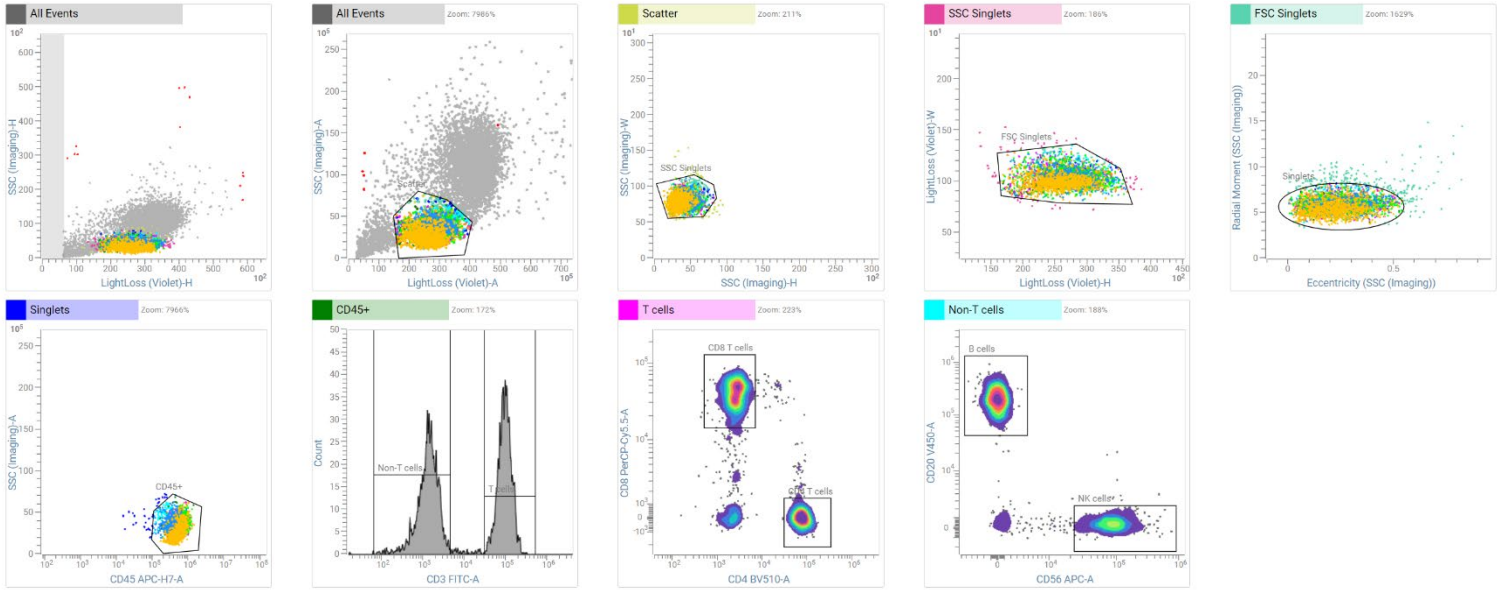 All Events
Zoom: 7986%
10²
600
500
400
300
200
100
0
SSC (Imaging)-H
0 100 200 300 400 500 600
10²
LightLoss (Violet)-H
All Events
Zoom: 7986%
10⁵
250
200
150
100
50
0
SSC (Imaging)-A
Scatter
0 100 200 300 400 500 600 700
10⁵
LightLoss (Violet)-A
Scatter
Zoom: 211%
10¹
300
250
200
150
100
50
0
SSC (Imaging)-W
SSC Singlets
0 50 100 150 200 250 300
10²
SSC (Imaging)-H
SSC Singlets
Zoom: 186%
10¹
200
150
100
50
LightLoss (Violet)-W
FSC Singlets
100 150 200 250 300 350 400 450
10²
LightLoss (Violet)-H
FSC Singlets
Zoom: 1629%
20
15
10
5
0
Radial Moment (SSC (Imaging))
Singlets
0 0.5
Eccentricity (SSC (Imaging))
Singlets
Zoom: 7966%
10⁵
250
200
150
100
50
0
SSC (Imaging)-A
CD45+
10² 10³ 10⁴ 10⁵ 10⁶ 10⁷ 10⁸
CD45 APC-H7-A
CD45+
Zoom: 172%
50
45
40
35
30
25
20
15
10
5
0
Count
Non-T cells
T cells
10² 10³ 10⁴ 10⁵ 10⁶
CD3 FITC-A
T cells
Zoom: 223%
10⁵
10⁴
10³
0
-10³
CD8 PerCP-Cy5.5-A
CD8 T cells
10² 10³ 10⁴ 10⁵ 10⁶
CD4 BV510-A
Non-T cells
Zoom: 188%
10⁶
10⁵
10⁴
0
CD20 V450-A
B cells
NK cells
0 10⁴ 10⁵ 10⁶
CD56 APC-A